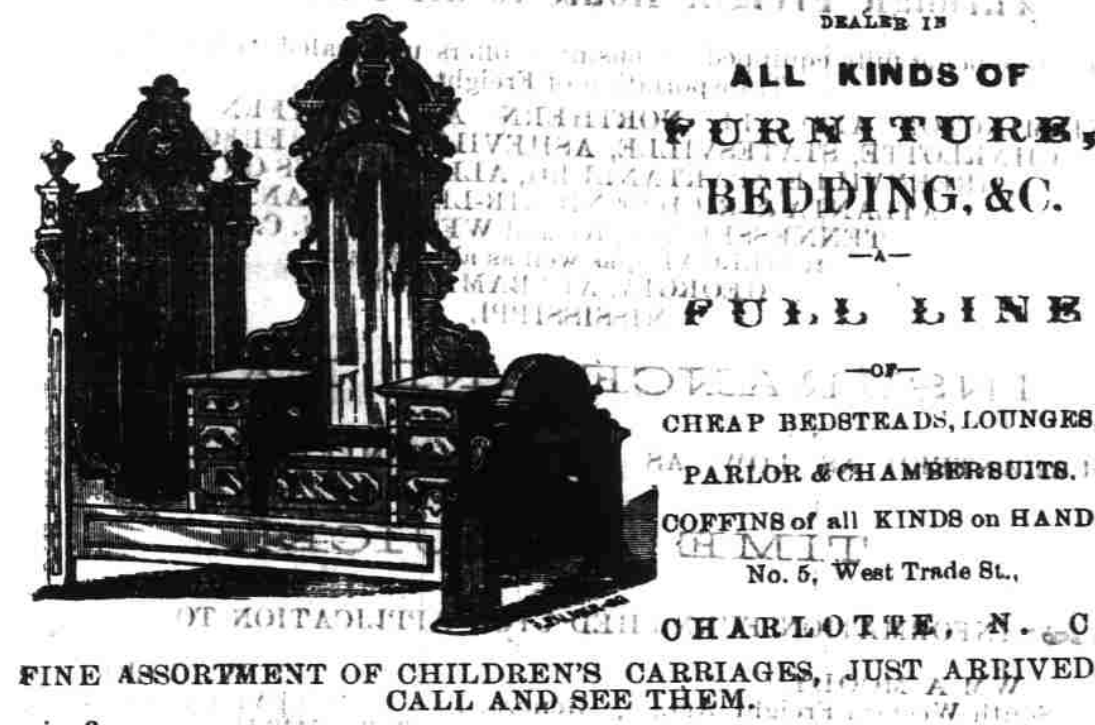 DEALER IN
ALL KINDS OF
FURNITURE,
BEDDING, &C.
—A—
FULL LINE
—OF—
CHEAP BEDSTEADS, LOUNGES
PARLOR & CHAMBER SUITS.
COFFINS of all KINDS on HAND
No. 5, West Trade St.,
CHARLOTTE, N. C
FINE ASSORTMENT OF CHILDREN'S CARRIAGES, JUST ARRIVED
CALL AND SEE THEM.